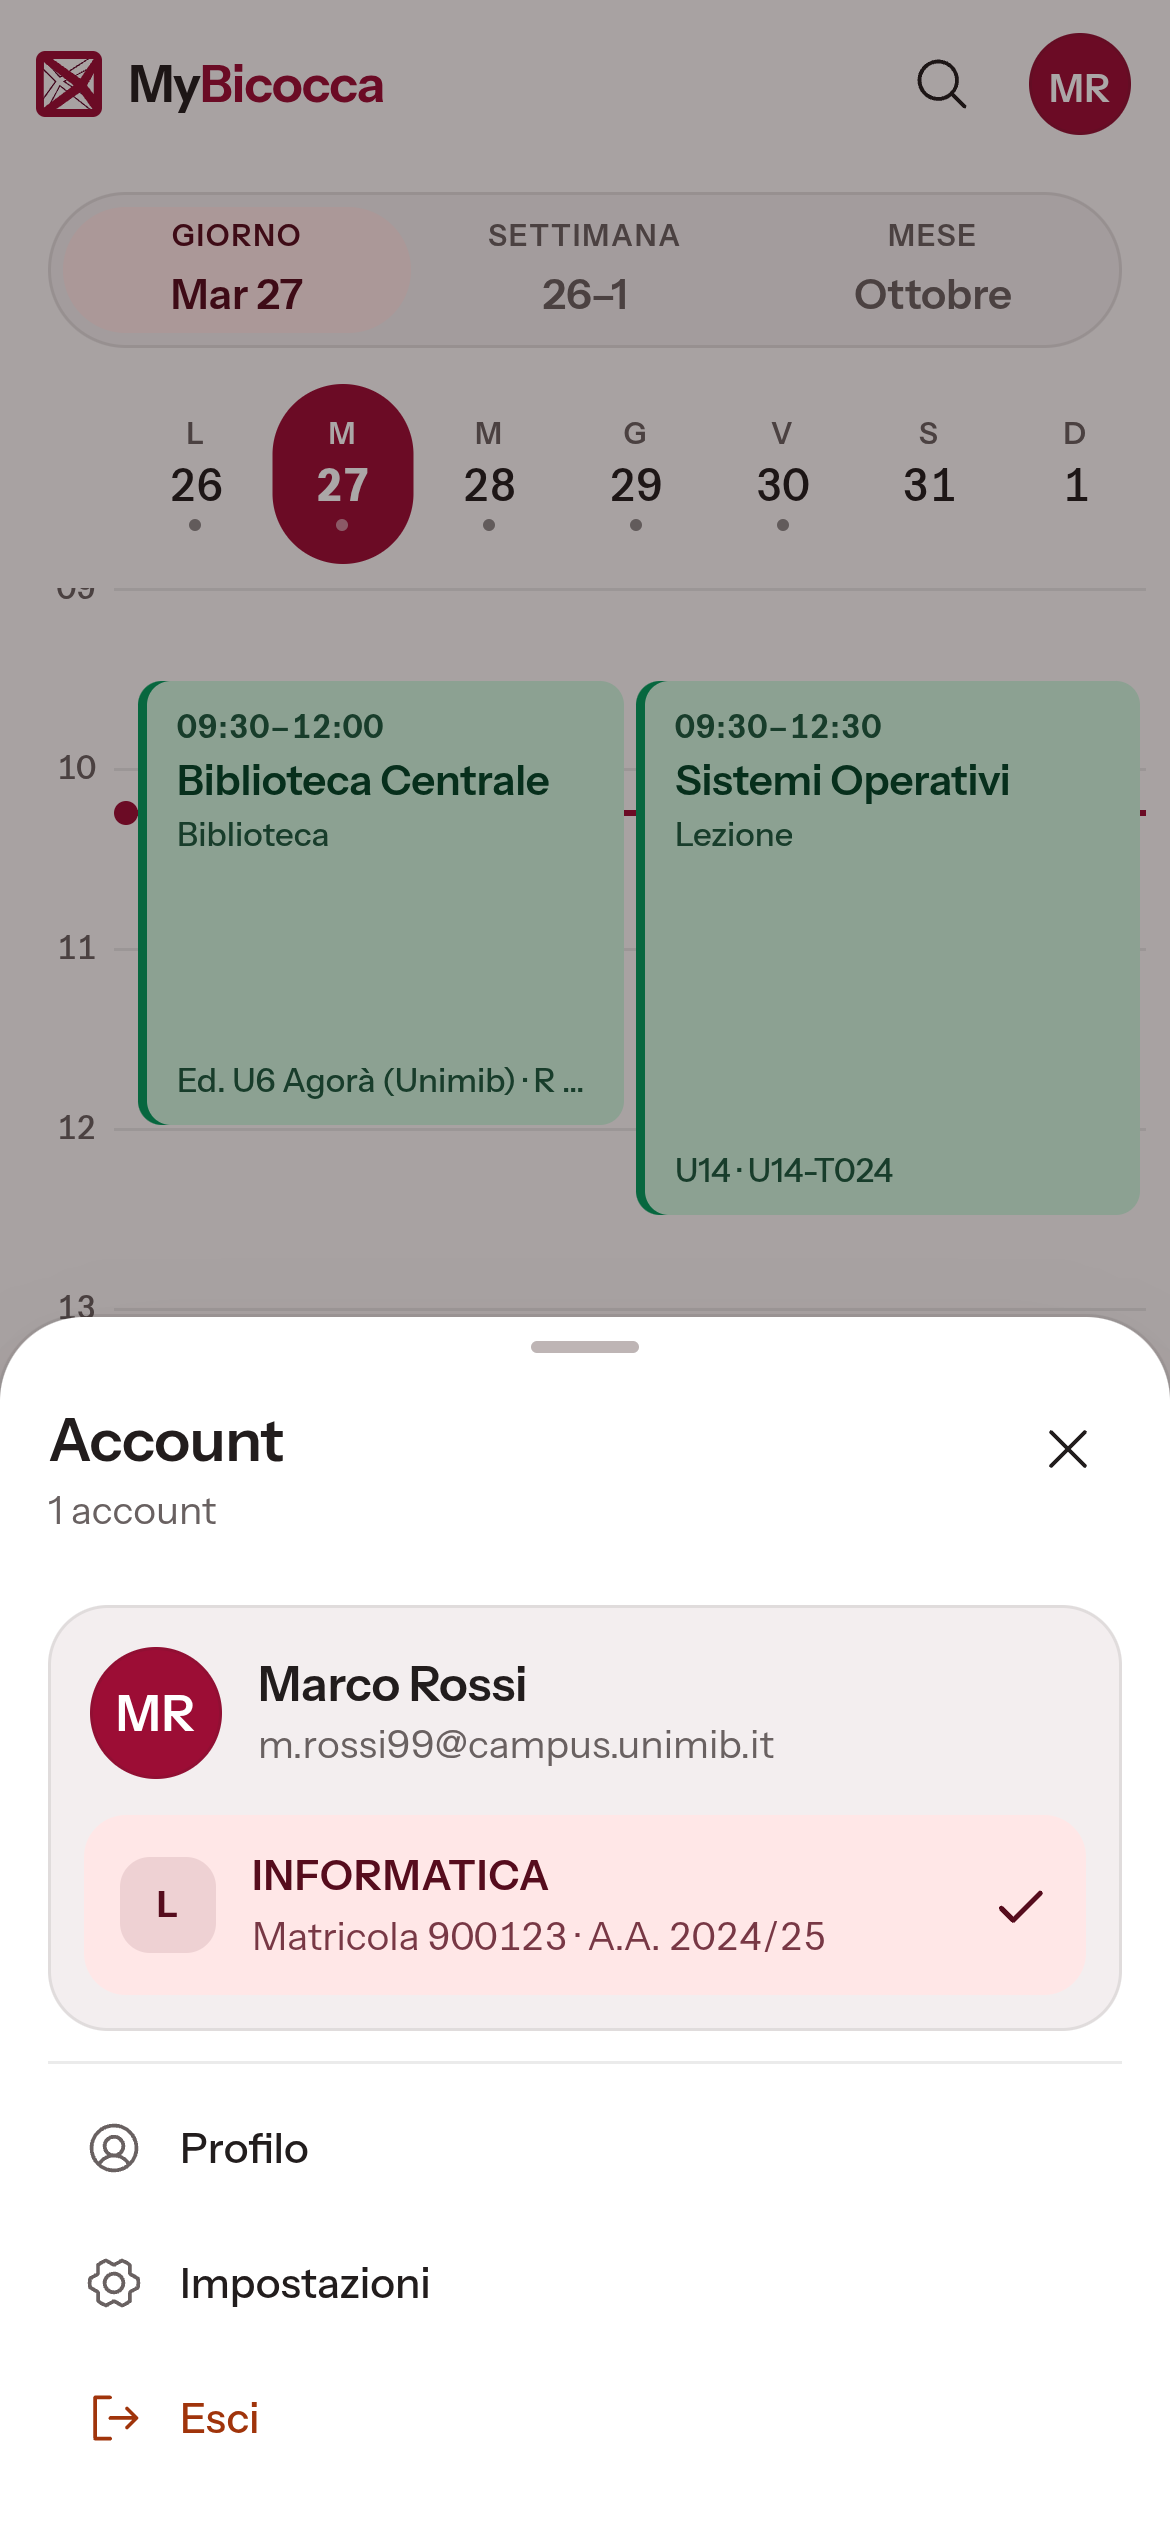 MyBicocca
MR
GIORNO
Mar 27
SETTIMANA
26–1
MESE
Ottobre
L
26
M
27
M
28
G
29
V
30
S
31
D
1
09
09:30–12:00
Biblioteca Centrale
Biblioteca
Ed. U6 Agorà (Unimib) · R ...
09:30–12:30
Sistemi Operativi
Lezione
U14 · U14-T024
10
11
12
13
Account
1 account
MR
Marco Rossi
m.rossi99@campus.unimib.it
L
INFORMATICA
Matricola 900123 · A.A. 2024/25
Profilo
Impostazioni
Esci